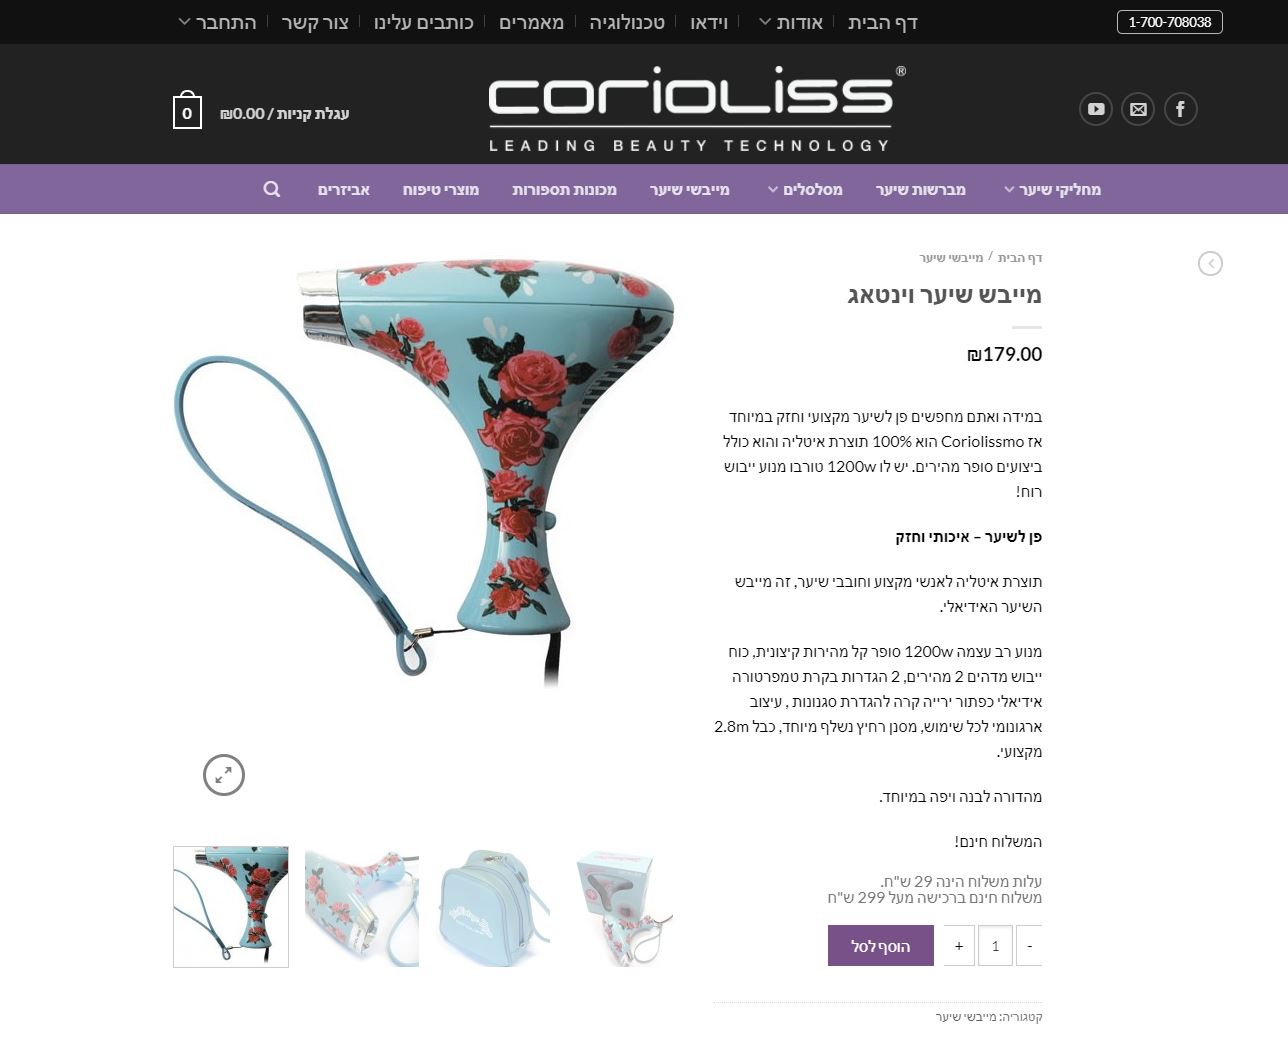 1-700-708038
דף הבית
אודות
וידאו
טכנולוגיה
מאמרים
כותבים עלינו
צור קשר
התחבר
CORIOLISS®
LEADING BEAUTY TECHNOLOGY
עגלת קניות / ₪0.00
0
מחליקי שיער
מברשות שיער
מסלסלים
מייבשי שיער
מכונות תספורות
מוצרי טיפוח
אביזרים
דף הבית / מייבשי שיער
מייבש שיער וינטאג
₪179.00
במידה ואתם מחפשים פן לשיער מקצועי וחזק במיוחד
אז Coriolissmo הוא 100% תוצרת איטליה והוא כולל
ביצועים סופר מהירים. יש לו 1200w טורבו מנוע ייבוש
רוח!
פן לשיער – איכותי וחזק
תוצרת איטליה לאנשי מקצוע וחובבי שיער, זה מייבש
השיער האידיאלי.
מנוע רב עצמה 1200w סופר קל מהירות קיצונית, כוח
ייבוש מדהים 2 מהירים, 2 הגדרות בקרת טמפרטורה
אידיאלי כפתור ירייה קרה להגדרת סגנונות , עיצוב
ארגונומי לכל שימוש, מסנן רחיץ נשלף מיוחד, כבל 2.8m
מקצועי.
מהדורה לבנה ויפה במיוחד.
המשלוח חינם!
עלות משלוח הינה 29 ש"ח.
משלוח חינם ברכישה מעל 299 ש"ח
- 1 +
הוסף לסל
קטגוריה: מייבשי שיער